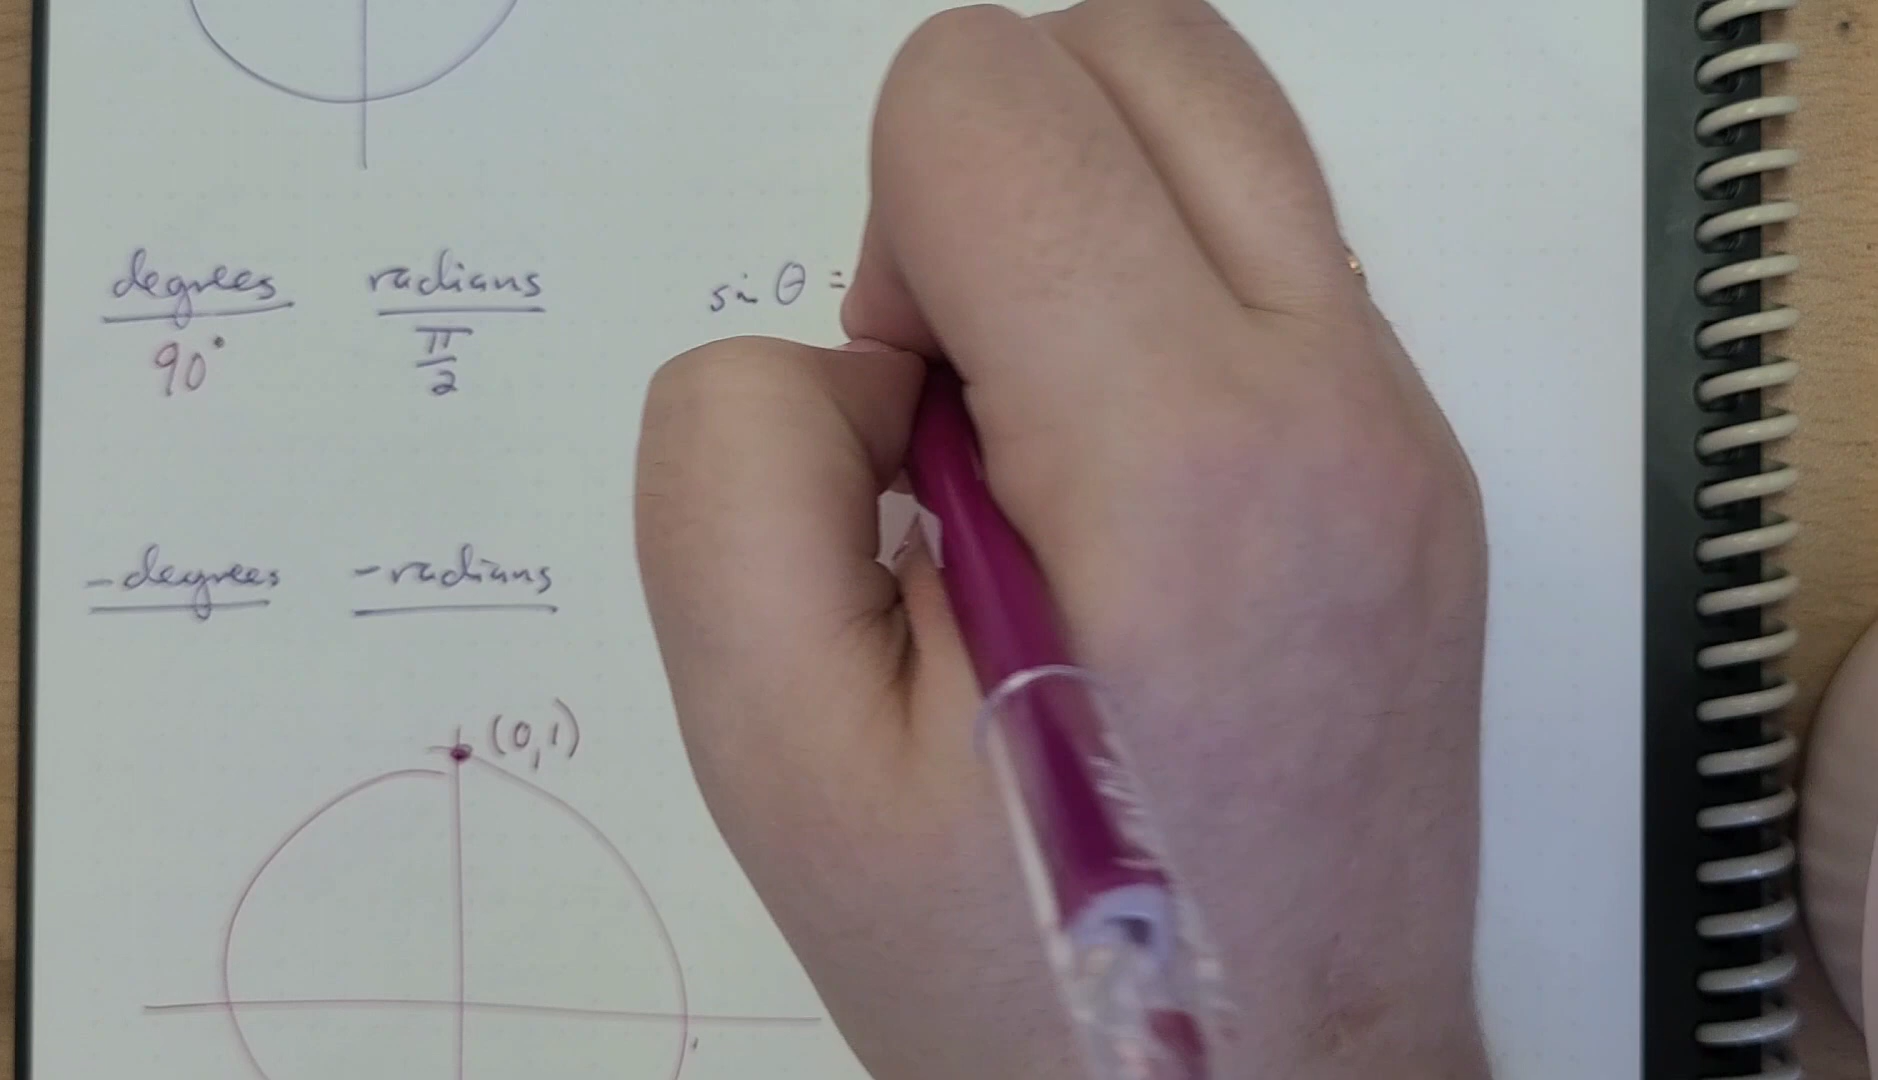 degrees radians
sin θ =
90°
π/2
-degrees -radians
(0,1)